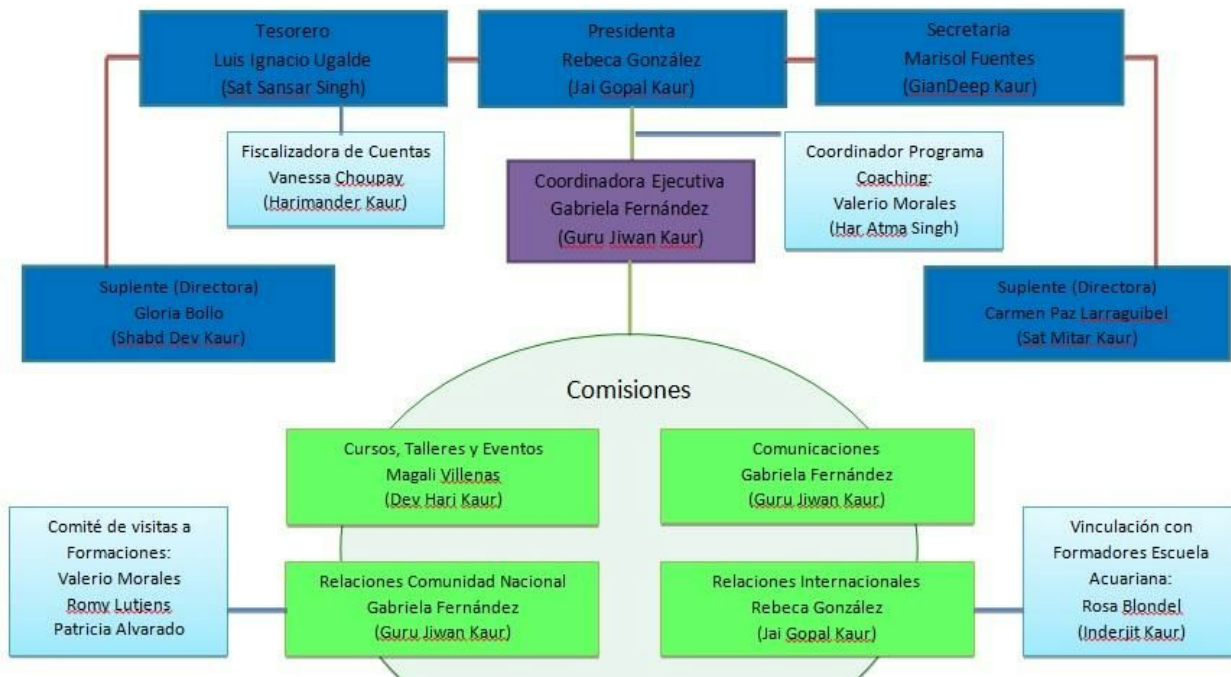 Tesorero
Luis Ignacio Ugalde
(Sat Sansar Singh)
Presidenta
Rebeca González
(Jai Gopal Kaur)
Secretaria
Marisol Fuentes
(GianDeep Kaur)
Fiscalizadora de Cuentas
Vanessa Choupay
(Harimander Kaur)
Coordinadora Ejecutiva
Gabriela Fernández
(Guru Jiwan Kaur)
Coordinador Programa
Coaching:
Valerio Morales
(Har Atma Singh)
Suplente (Directora)
Gloria Bollo
(Shabd Dev Kaur)
Suplente (Directora)
Carmen Paz Larraguibel
(Sat Mitar Kaur)
Comisiones
Cursos, Talleres y Eventos
Magali Villenas
(Dev Hari Kaur)
Comunicaciones
Gabriela Fernández
(Guru Jiwan Kaur)
Comité de visitas a
Formaciones:
Valerio Morales
Romy Lutjens
Patricia Alvarado
Relaciones Comunidad Nacional
Gabriela Fernández
(Guru Jiwan Kaur)
Relaciones Internacionales
Rebeca González
(Jai Gopal Kaur)
Vinculación con
Formadores Escuela
Acuariana:
Rosa Blondel
(Inderjit Kaur)